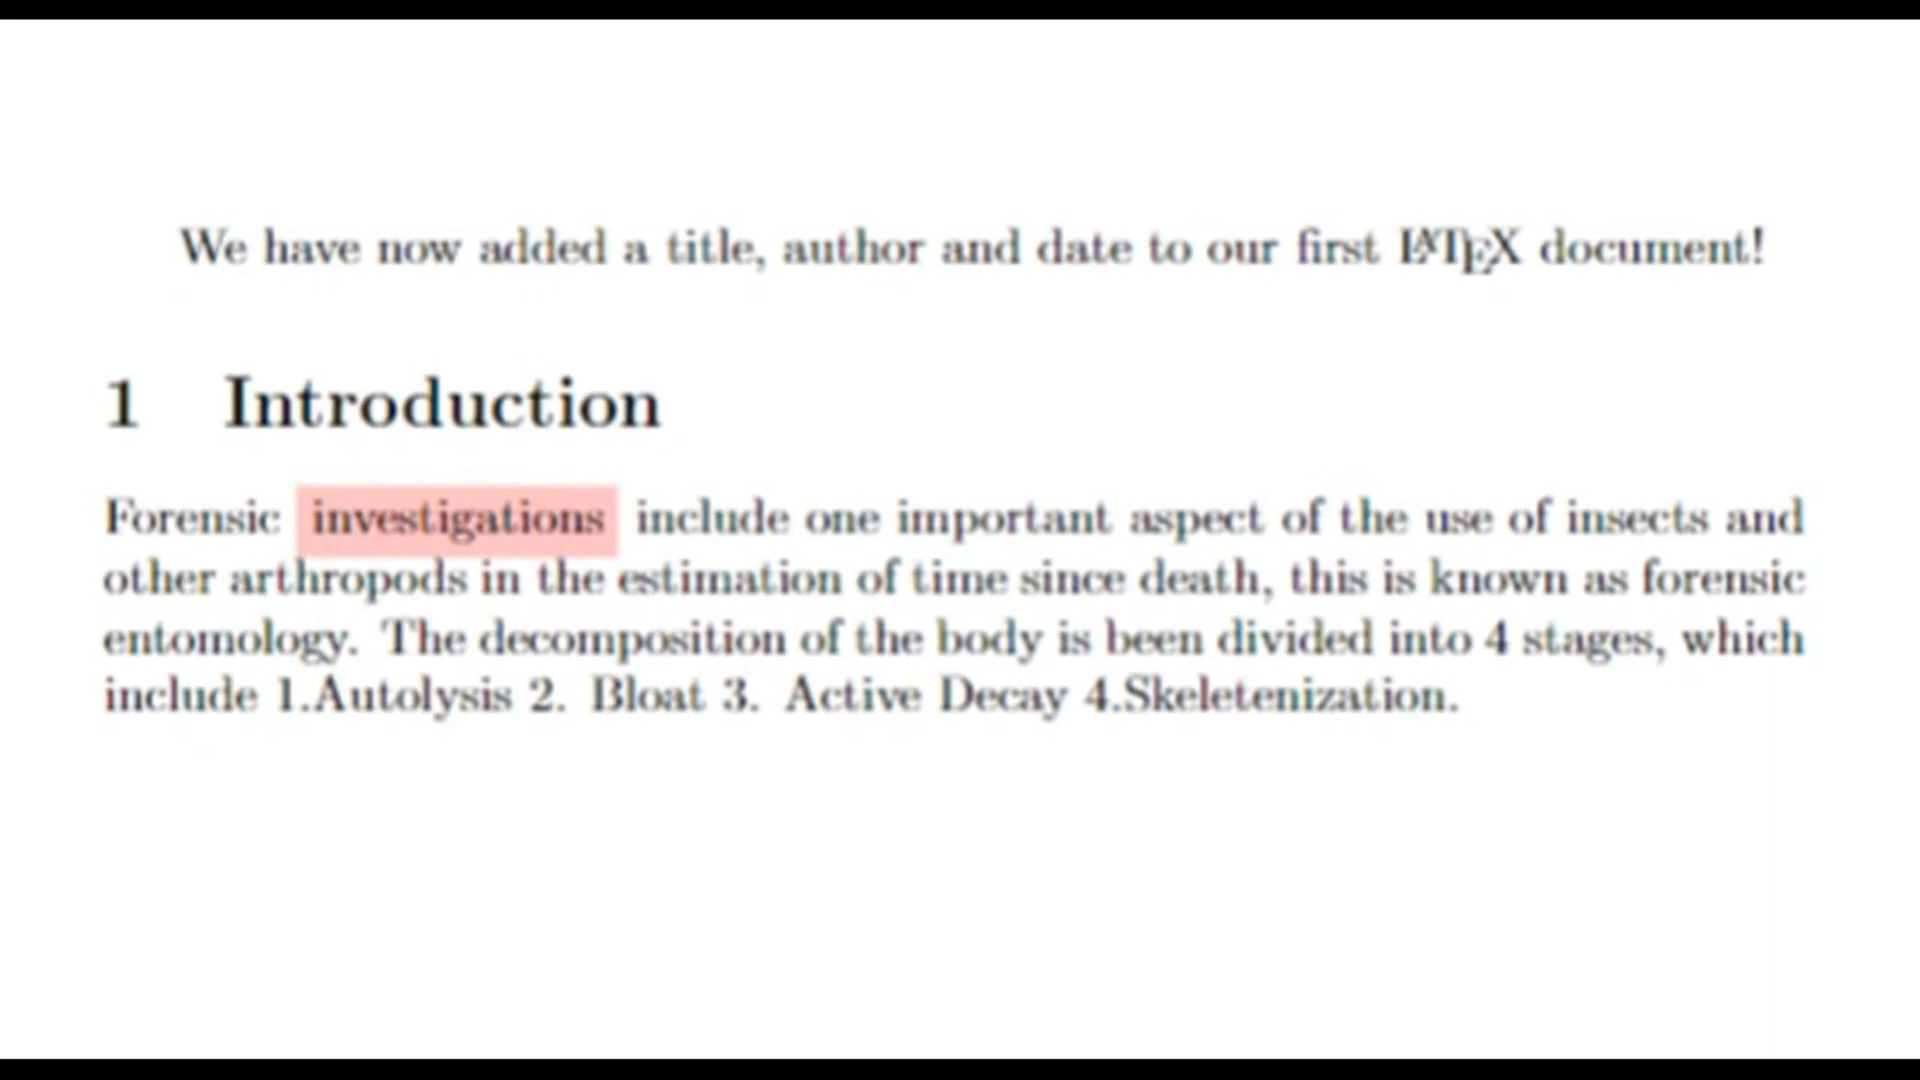 We have now added a title, author and date to our first LATEX document!
1 Introduction
Forensic investigations include one important aspect of the use of insects and
other arthropods in the estimation of time since death, this is known as forensic
entomology. The decomposition of the body is been divided into 4 stages, which
include 1.Autolysis 2. Bloat 3. Active Decay 4.Skeletenization.